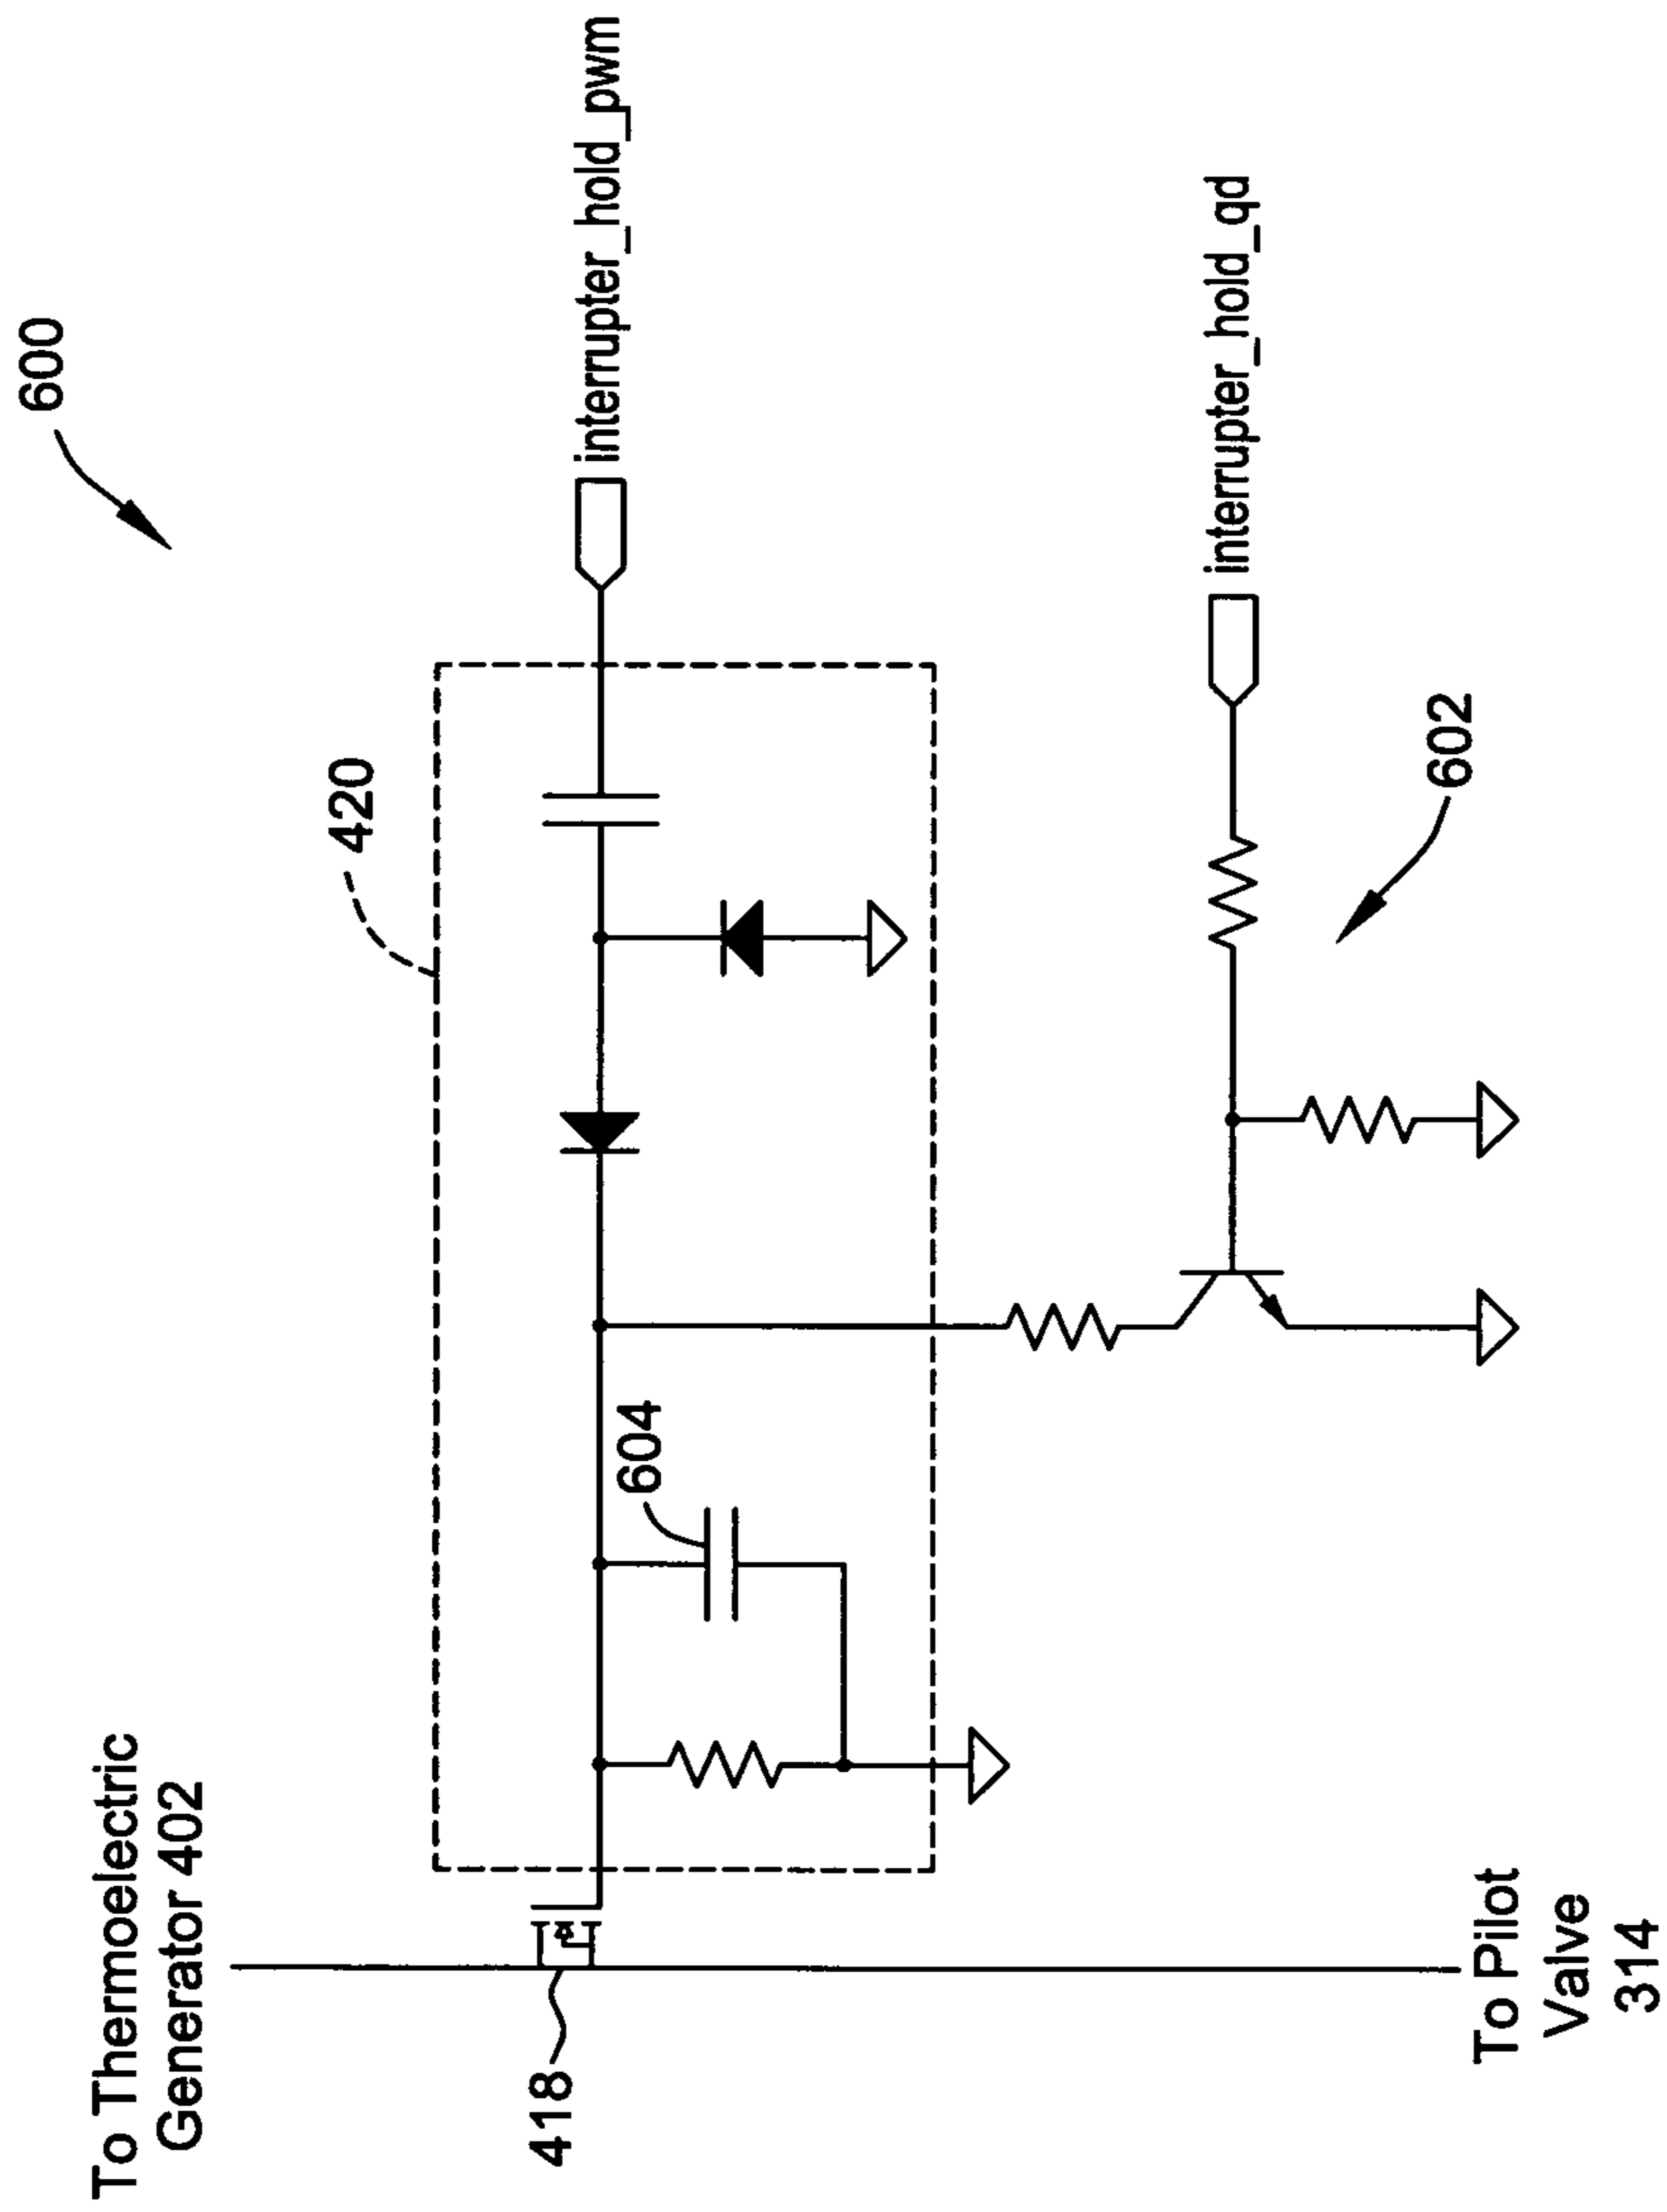 600
interrupter_hold_pwm
420
interrupter_hold_qd
602
604
To Thermoelectric
Generator 402
418
To Pilot
Valve
314